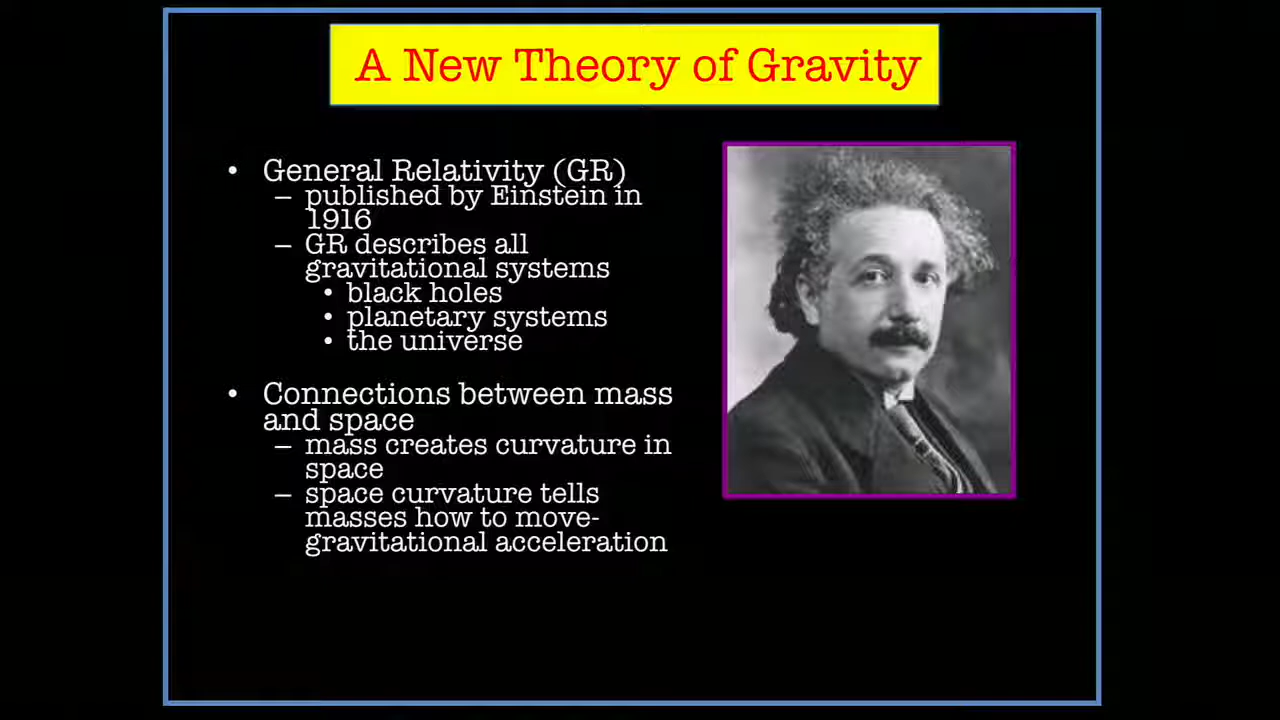 A New Theory of Gravity
• General Relativity (GR)
– published by Einstein in
1916
– GR describes all
gravitational systems
• black holes
• planetary systems
• the universe
• Connections between mass
and space
– mass creates curvature in
space
– space curvature tells
masses how to move-
gravitational acceleration